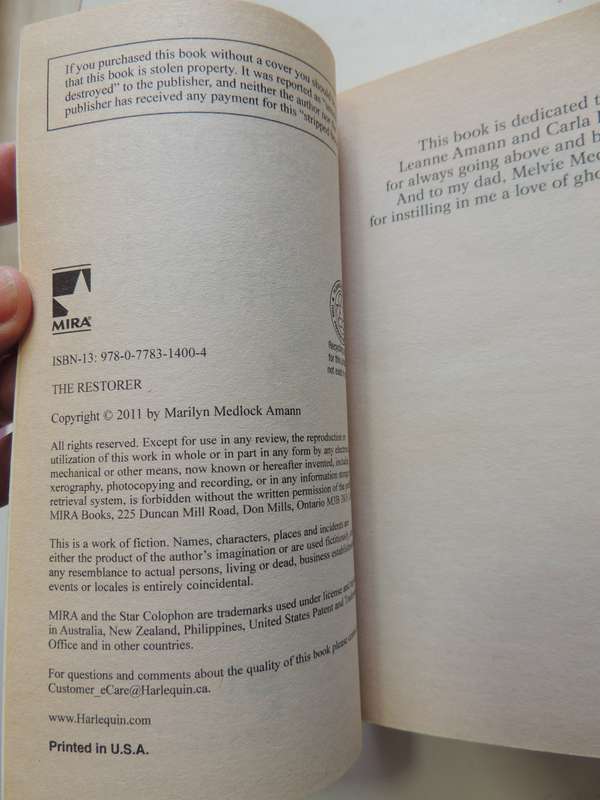 If you purchased this book without a cover you should
that this book is stolen property. It was reported as
destroyed" to the publisher, and neither the author nor
publisher has received any payment for this "stripped
MIRA®
ISBN-13: 978-0-7783-1400-4
THE RESTORER
Copyright © 2011 by Marilyn Medlock Amann
All rights reserved. Except for use in any review, the reproduction or
utilization of this work in whole or in part in any form by any
mechanical or other means, now known or hereafter invented,
xerography, photocopying and recording, or in any information
retrieval system, is forbidden without the written permission of the
MIRA Books, 225 Duncan Mill Road, Don Mills, Ontario M3B
This is a work of fiction. Names, characters, places and incidents are
either the product of the author's imagination or are used fictitiously,
any resemblance to actual persons, living or dead, business
events or locales is entirely coincidental.
MIRA and the Star Colophon are trademarks used under license and
in Australia, New Zealand, Philippines, United States Patent and
Office and in other countries.
For questions and comments about the quality of this book please
Customer_eCare@Harlequin.ca.
www.Harlequin.com
Printed in U.S.A.
for
not
This book is dedicated
Leanne Amann and Carla
for always going above and
And to my dad, Melvie
for instilling in me a love of